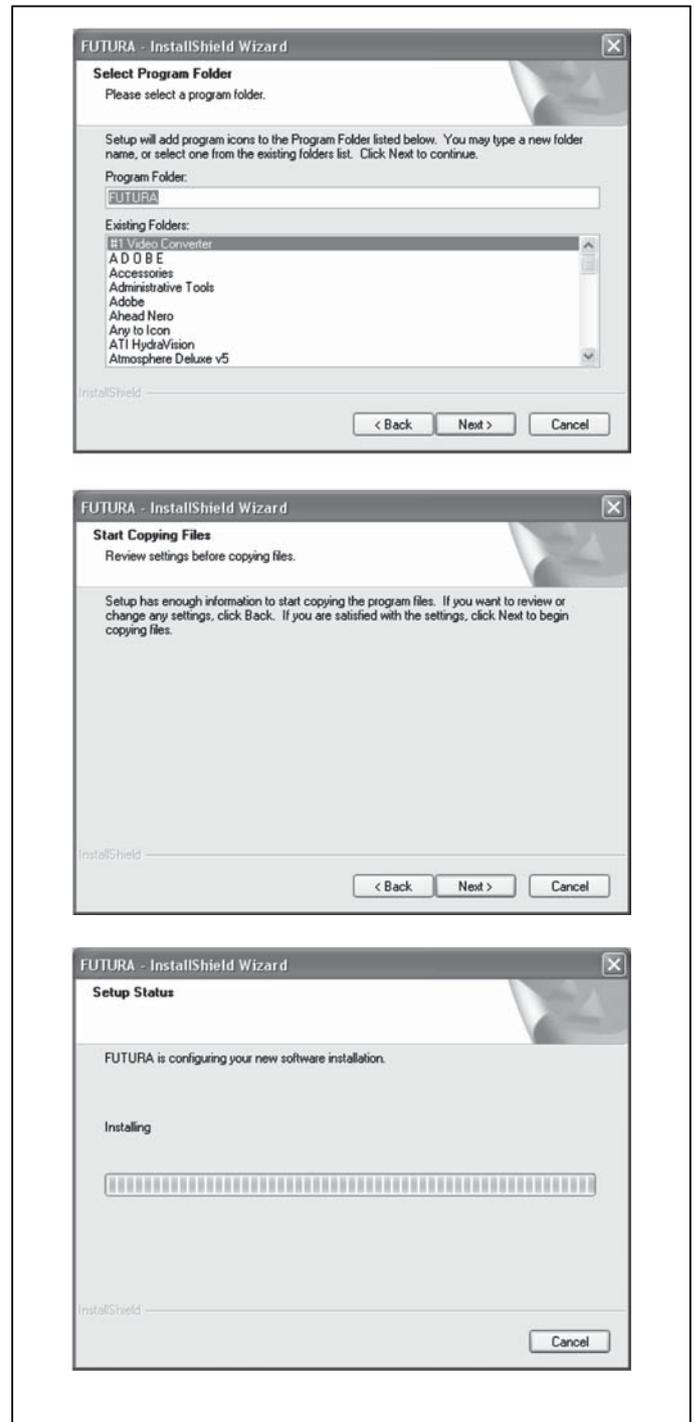 FUTURA - InstallShield Wizard
Select Program Folder
Please select a program folder.
Setup will add program icons to the Program Folder listed below. You may type a new folder
name, or select one from the existing folders list. Click Next to continue.
Program Folder:
FUTURA
Existing Folders:
#1 Video Converter
A D O B E
Accessories
Administrative Tools
Adobe
Ahead Nero
Any to Icon
ATI HydraVision
Atmosphere Deluxe v5
InstallShield
< Back Next > Cancel
FUTURA - InstallShield Wizard
Start Copying Files
Review settings before copying files.
Setup has enough information to start copying the program files. If you want to review or
change any settings, click Back. If you are satisfied with the settings, click Next to begin
copying files.
InstallShield
< Back Next > Cancel
FUTURA - InstallShield Wizard
Setup Status
FUTURA is configuring your new software installation.
Installing
InstallShield
Cancel